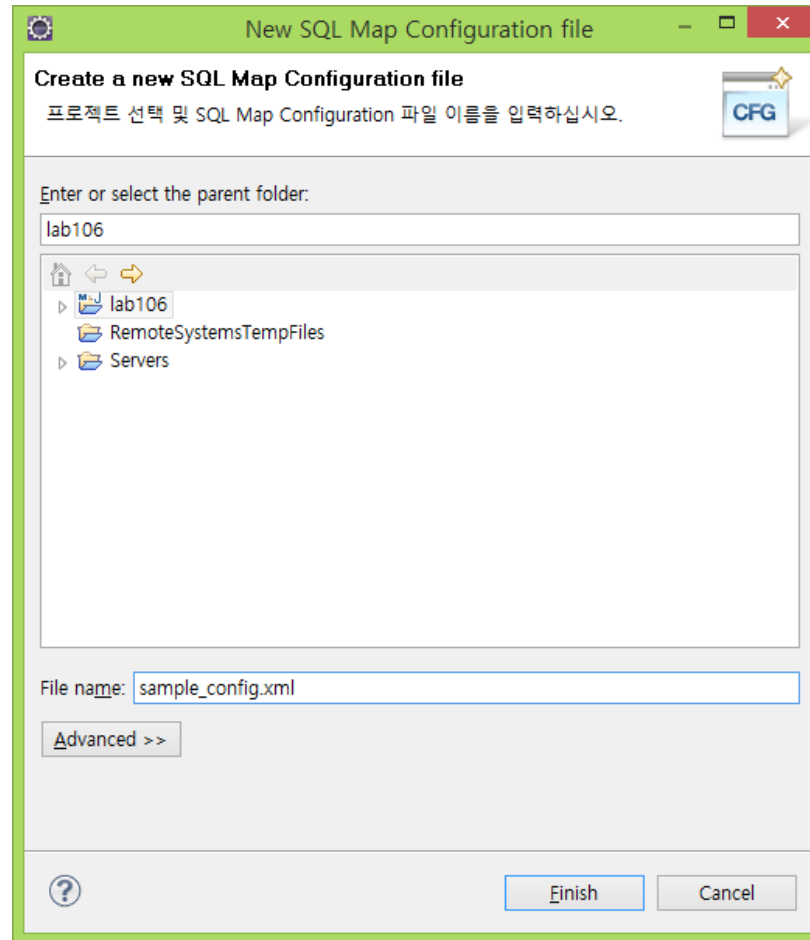 New SQL Map Configuration file
Create a new SQL Map Configuration file
프로젝트 선택 및 SQL Map Configuration 파일 이름을 입력하십시오.
CFG
Enter or select the parent folder:
lab106
lab106
RemoteSystemsTempFiles
Servers
File name: sample_config.xml
Advanced >>
Finish Cancel